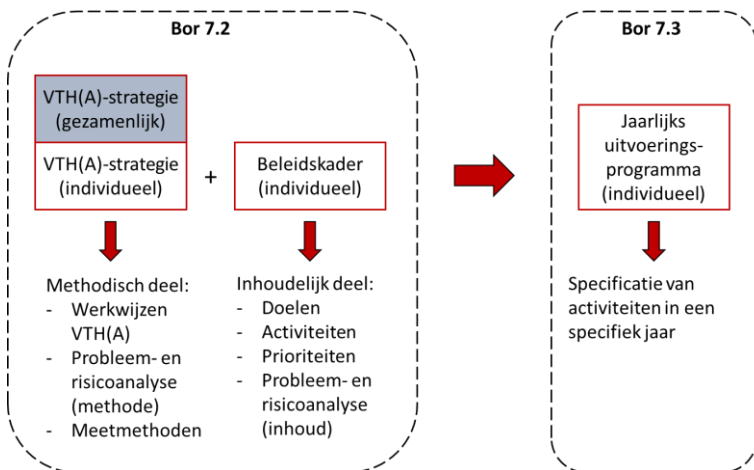 Bor 7.2
VTH(A)-strategie
(gezamenlijk)
VTH(A)-strategie
(individueel)
+
Beleidskader
(individueel)
Methodisch deel:
- Werkwijzen
VTH(A)
- Probleem- en
risicoanalyse
(methode)
- Meetmethoden
Inhoudelijk deel:
- Doelen
- Activiteiten
- Prioriteiten
- Probleem- en
risicoanalyse
(inhoud)
Bor 7.3
Jaarlijks
uitvoerings-
programma
(individueel)
Specificatie van
activiteiten in een
specifiek jaar